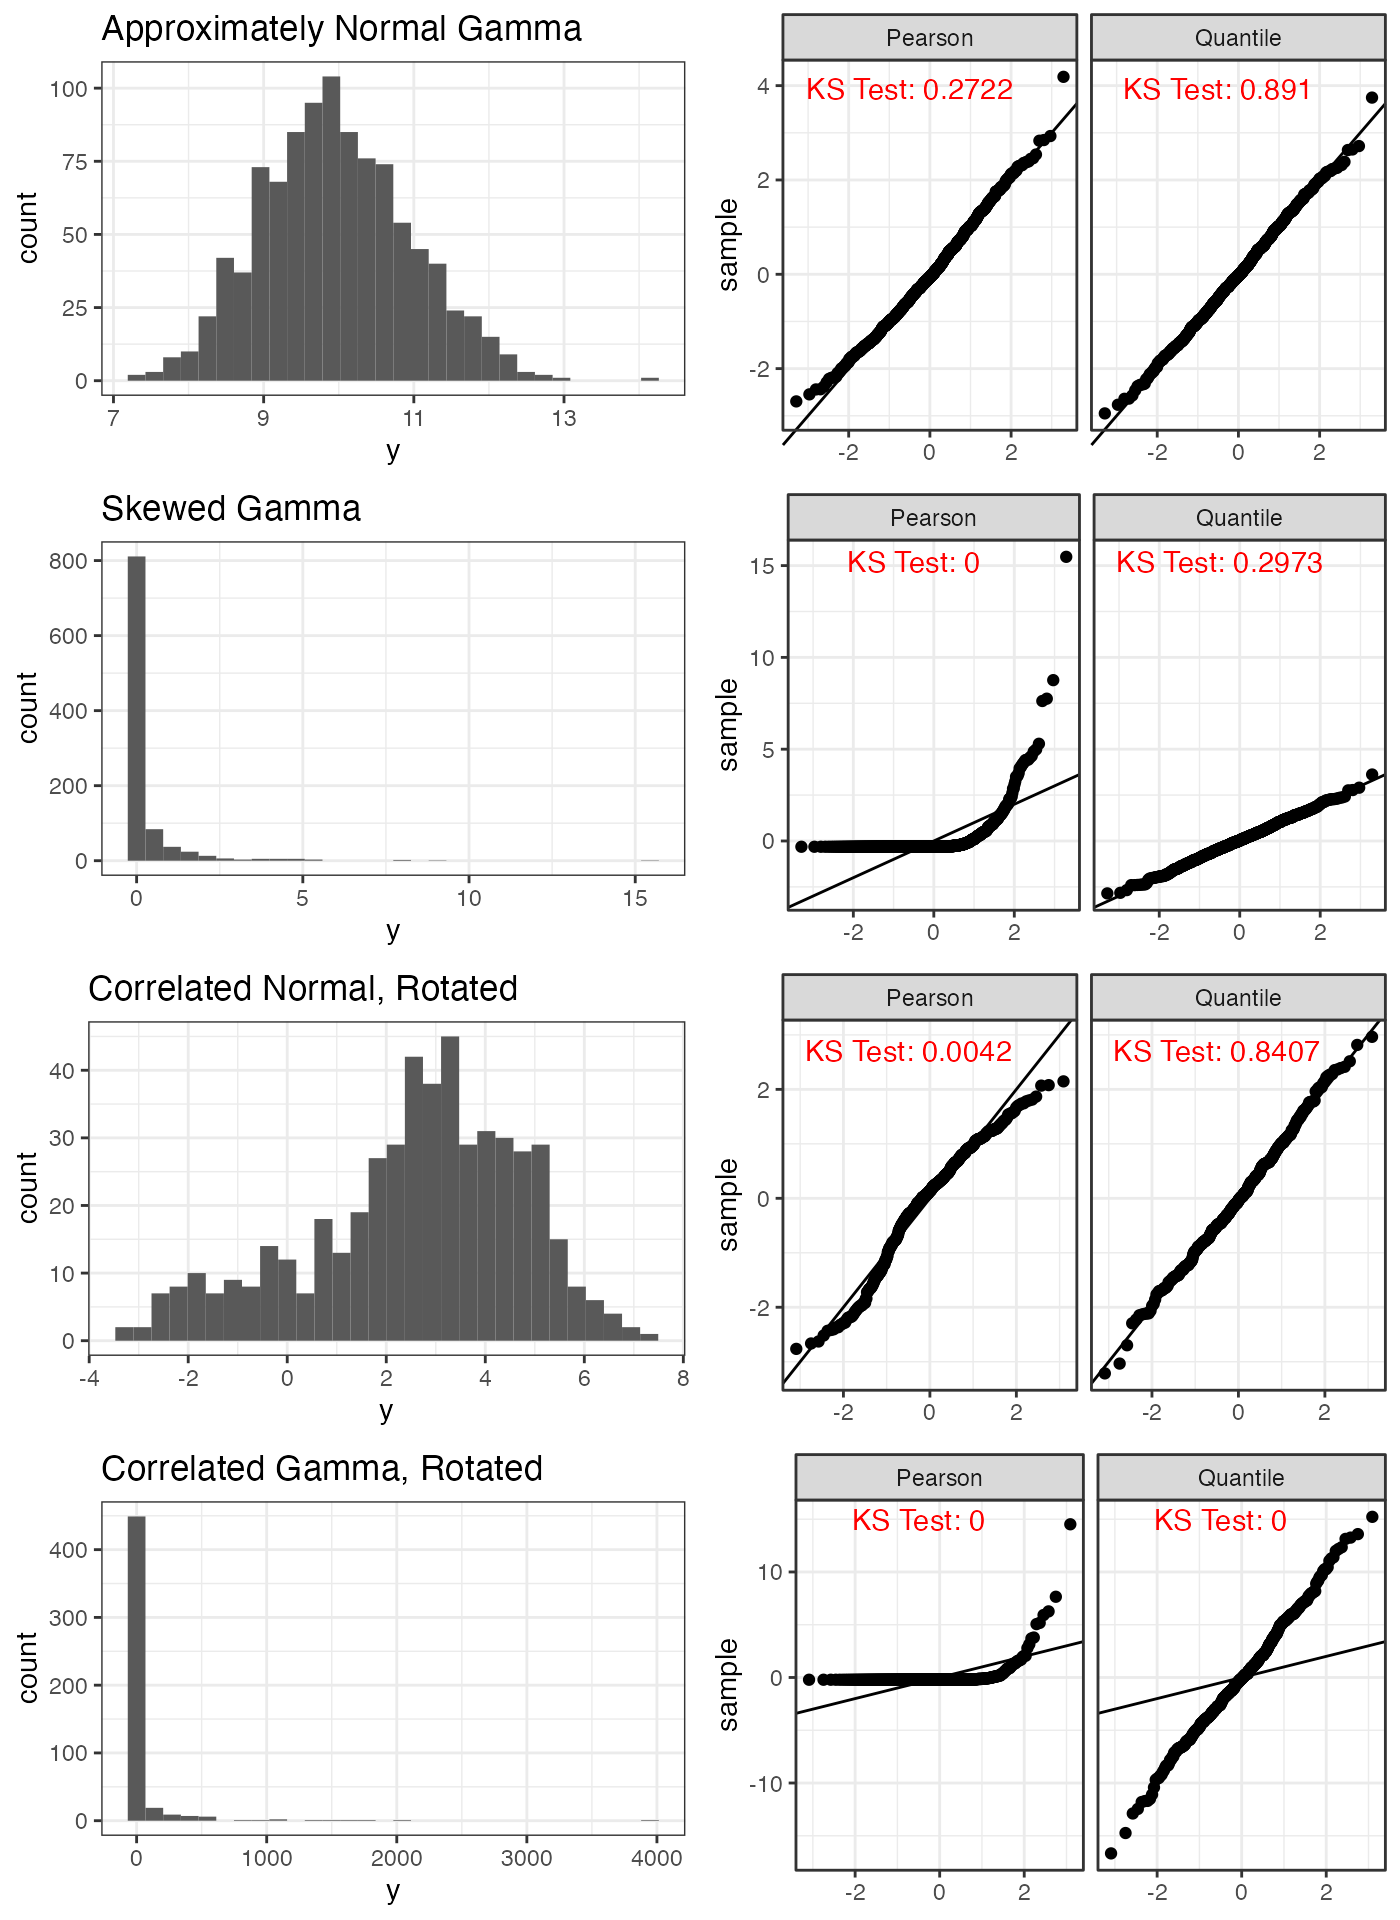 Approximately Normal Gamma
count
100
75
50
25
0
7 9 11 13
y
Pearson Quantile
KS Test: 0.2722 KS Test: 0.891
sample
4
2
0
-2
-2 0 2 -2 0 2
Skewed Gamma
count
800
600
400
200
0
0 5 10 15
y
Pearson Quantile
KS Test: 0 KS Test: 0.2973
sample
15
10
5
0
-2 0 2 -2 0 2
Correlated Normal, Rotated
count
40
30
20
10
0
-4 -2 0 2 4 6 8
y
Pearson Quantile
KS Test: 0.0042 KS Test: 0.8407
sample
2
0
-2
-2 0 2 -2 0 2
Correlated Gamma, Rotated
count
400
300
200
100
0
0 1000 2000 3000 4000
y
Pearson Quantile
KS Test: 0 KS Test: 0
sample
10
0
-10
-2 0 2 -2 0 2